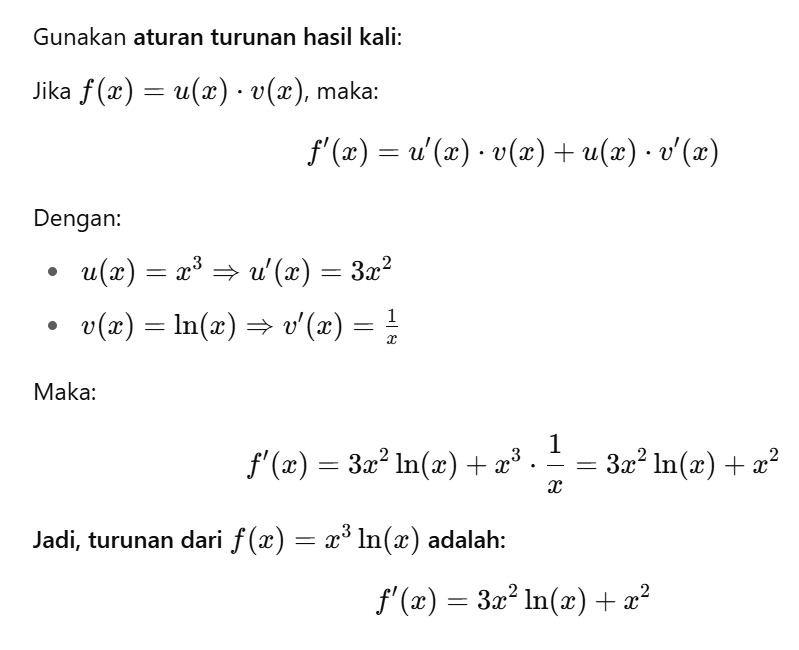 Gunakan aturan turunan hasil kali:
Jika f(x) = u(x) · v(x), maka:
f′(x) = u′(x) · v(x) + u(x) · v′(x)
Dengan:
• u(x) = x³ ⇒ u′(x) = 3x²
• v(x) = ln(x) ⇒ v′(x) = 1/x
Maka:
f′(x) = 3x² ln(x) + x³ · 1/x = 3x² ln(x) + x²
Jadi, turunan dari f(x) = x³ ln(x) adalah:
f′(x) = 3x² ln(x) + x²